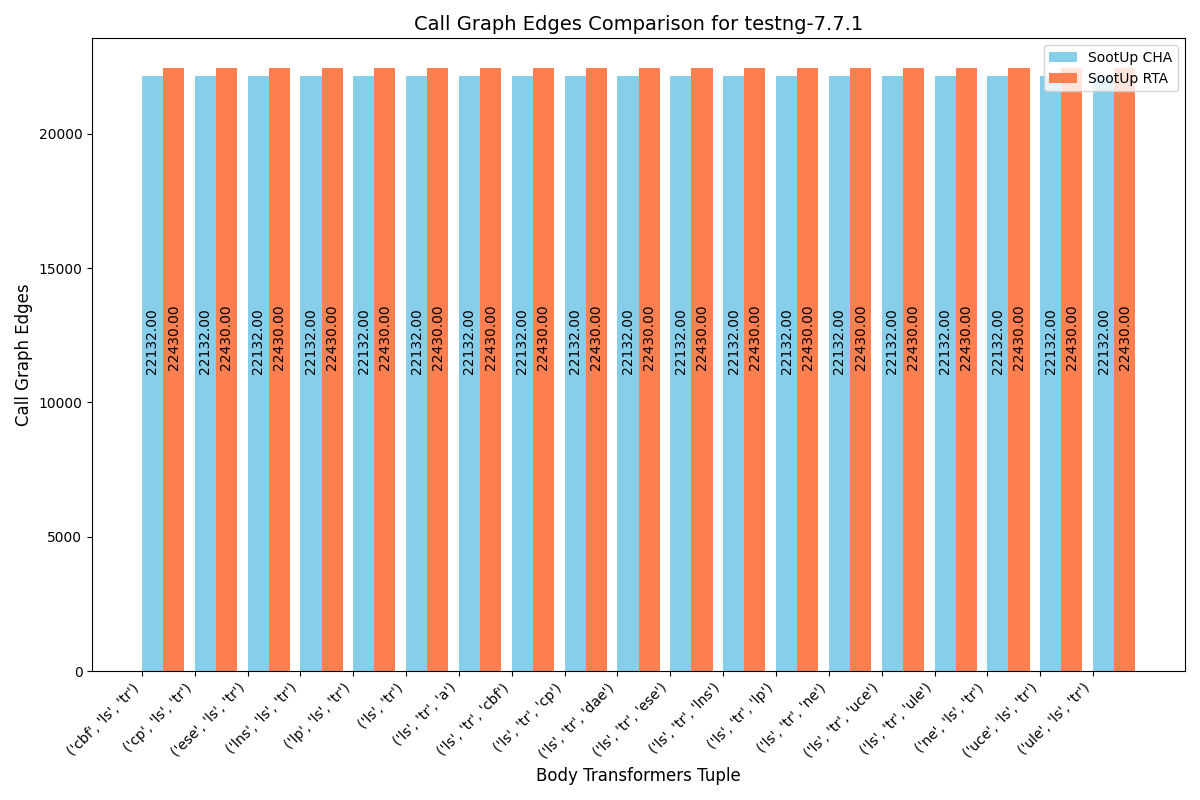 Call Graph Edges Comparison for testng-7.7.1
SootUp CHA
SootUp RTA
Call Graph Edges
20000
15000
10000
5000
0
22132.00
22430.00
22132.00
22430.00
22132.00
22430.00
22132.00
22430.00
22132.00
22430.00
22132.00
22430.00
22132.00
22430.00
22132.00
22430.00
22132.00
22430.00
22132.00
22430.00
22132.00
22430.00
22132.00
22430.00
22132.00
22430.00
22132.00
22430.00
22132.00
22430.00
22132.00
22430.00
22132.00
22430.00
22132.00
22430.00
22132.00
22430.00
('cbf', 'ls', 'tr')
('cp', 'ls', 'tr')
('ese', 'ls', 'tr')
('lns', 'ls', 'tr')
('lp', 'ls', 'tr')
('ls', 'tr')
('ls', 'tr', 'a')
('ls', 'tr', 'cbf')
('ls', 'tr', 'cp')
('ls', 'tr', 'dae')
('ls', 'tr', 'ese')
('ls', 'tr', 'lns')
('ls', 'tr', 'lp')
('ls', 'tr', 'ne')
('ls', 'tr', 'uce')
('ls', 'tr', 'ule')
('ne', 'ls', 'tr')
('uce', 'ls', 'tr')
('ule', 'ls', 'tr')
Body Transformers Tuple